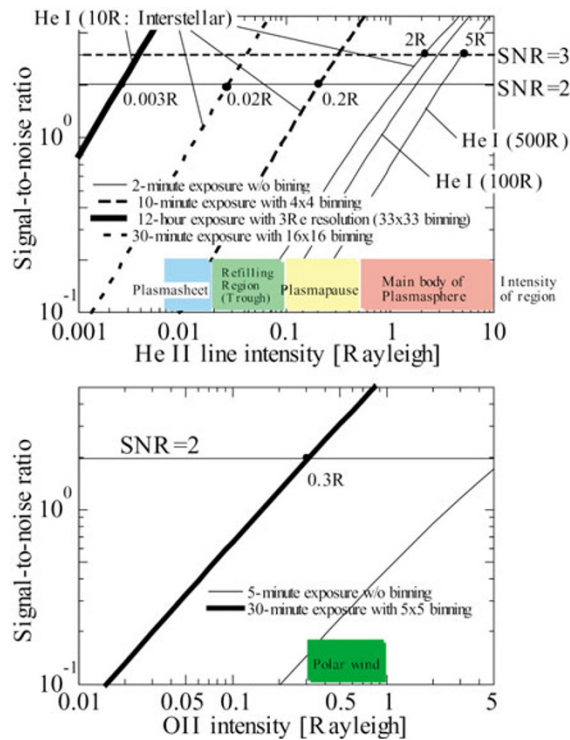 He I (10R: Interstellar)
2R
5R
SNR=3
SNR=2
0.003R
0.02R
0.2R
He I (500R)
He I (100R)
Signal-to-noise ratio
10^0
10^-1
2-minute exposure w/o bining
10-minute exposure with 4x4 binning
12-hour exposure with 3Re resolution (33x33 binning)
30-minute exposure with 16x16 binning
Plasmasheet
Refilling
Region
(Trough)
Plasmapause
Main body of
Plasmasphere
Intensity
of region
0.001 0.01 0.1 1 10
He II line intensity [Rayleigh]
SNR=2
0.3R
Signal-to-noise ratio
10^0
10^-1
5-minute exposure w/o binning
30-minute exposure with 5x5 binning
Polar wind
0.01 0.1 0.5 1 5
OII intensity [Rayleigh]